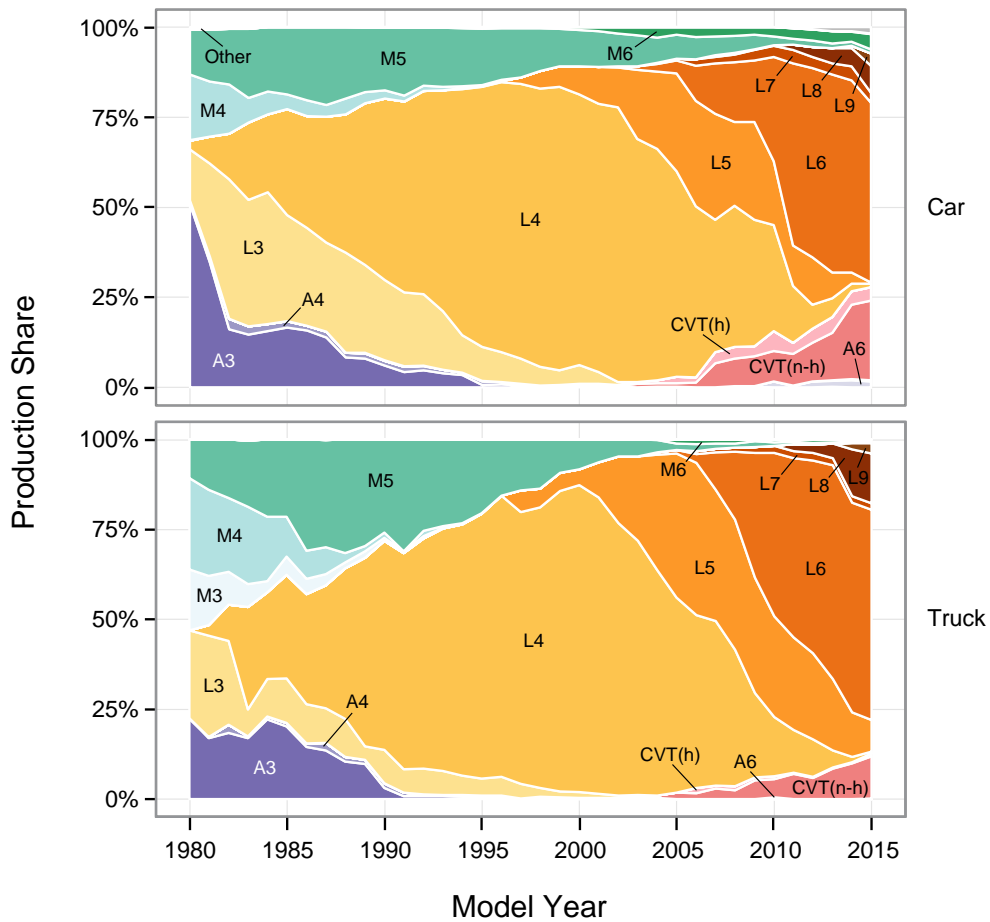 100%
75%
50%
25%
0%
Other
M5
M6
M4
L7
L8
L9
L3
L4
L5
L6
A4
A3
CVT(h)
CVT(n-h)
A6
Car
Production Share
100%
75%
50%
25%
0%
M5
M6
M4
L7
L8
L9
M3
L3
L4
L5
L6
A4
A3
CVT(h)
A6
CVT(n-h)
Truck
1980 1985 1990 1995 2000 2005 2010 2015
Model Year